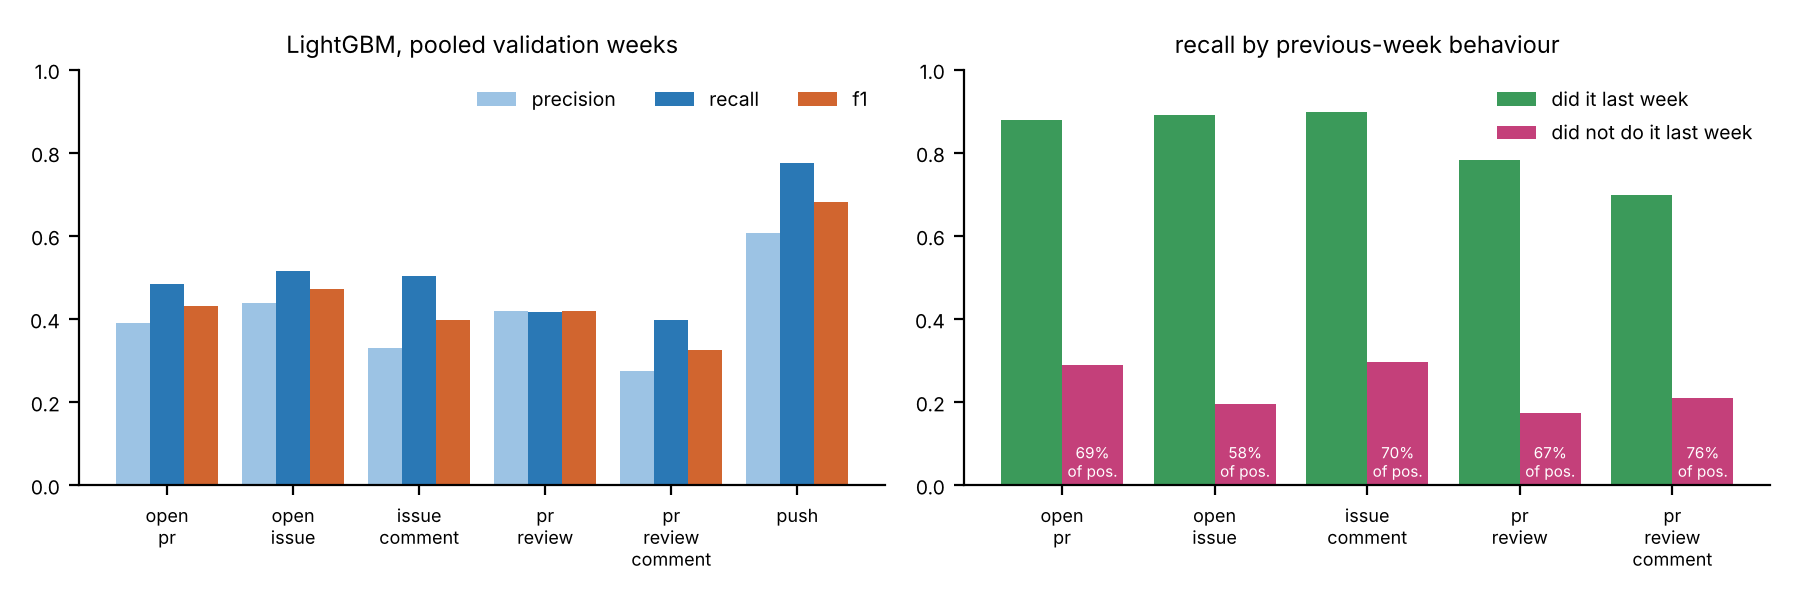 LightGBM, pooled validation weeks
precision recall f1
1.0
0.8
0.6
0.4
0.2
0.0
open
pr
open
issue
issue
comment
pr
review
pr
review
comment
push
recall by previous-week behaviour
did it last week
did not do it last week
1.0
0.8
0.6
0.4
0.2
0.0
69%
of pos.
58%
of pos.
70%
of pos.
67%
of pos.
76%
of pos.
open
pr
open
issue
issue
comment
pr
review
pr
review
comment